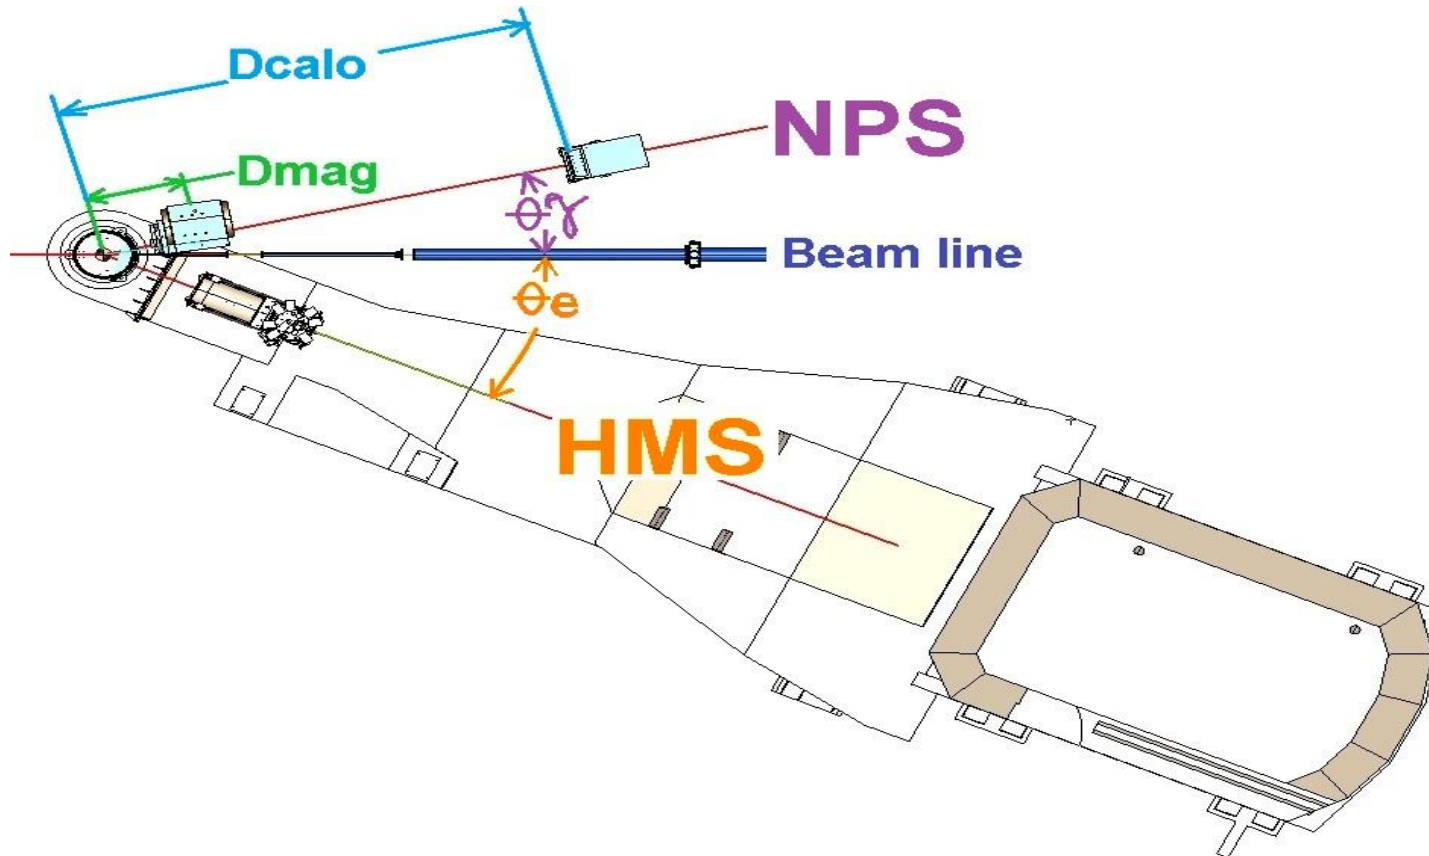 Dcalo
NPS
Dmag
θγ
Beam line
θe
HMS